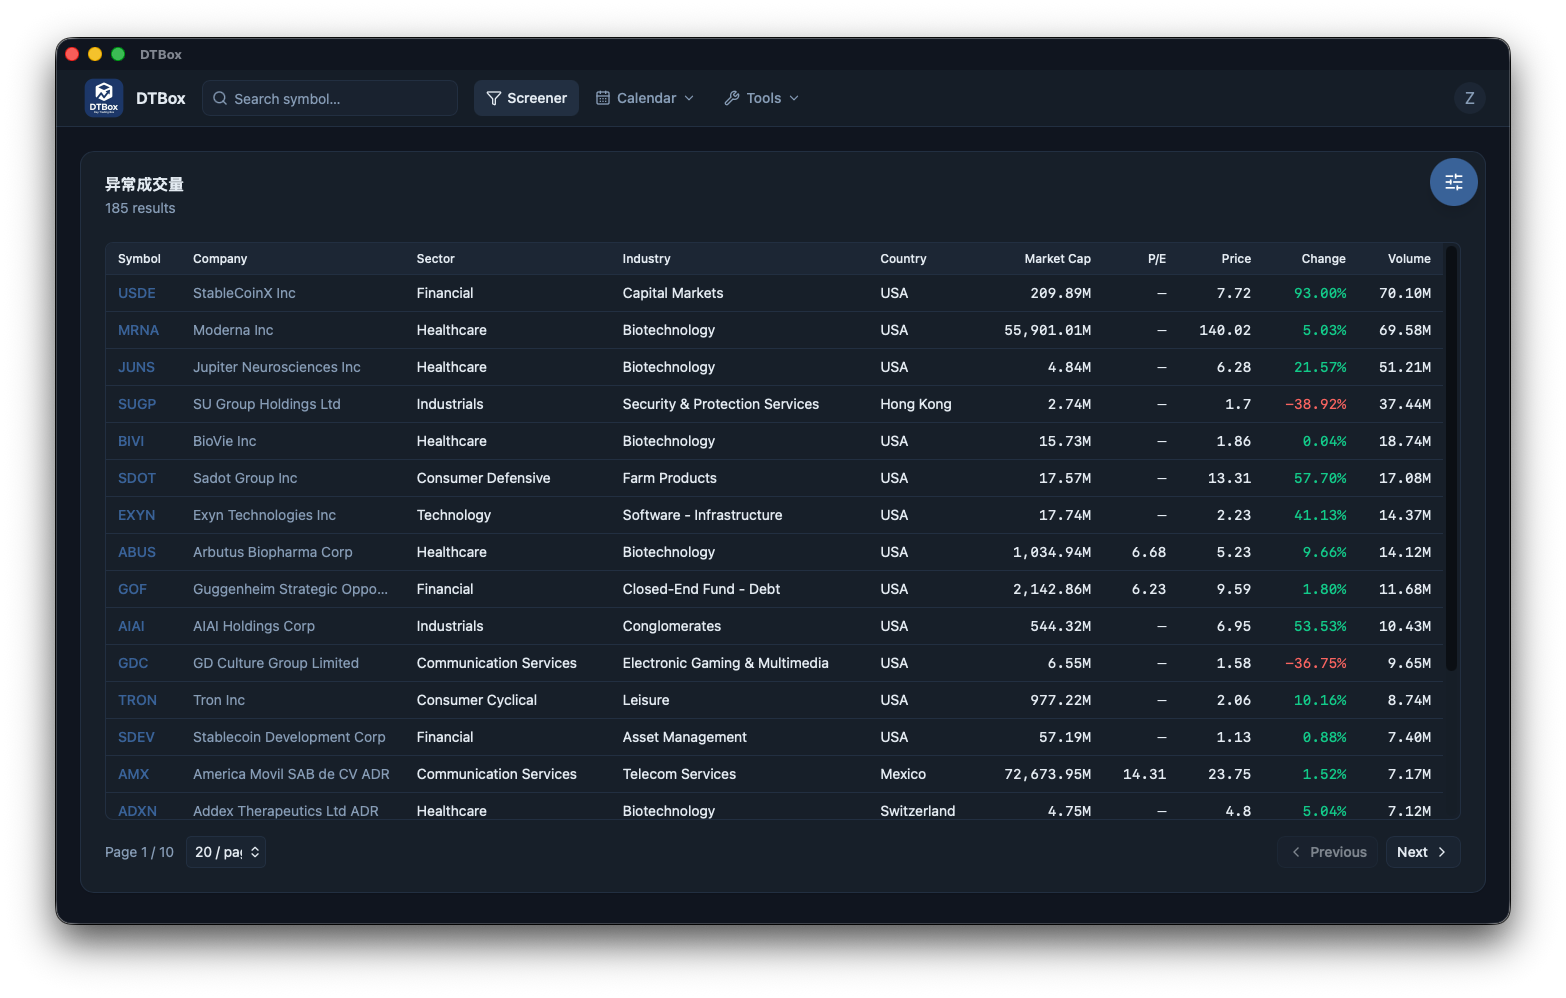 DTBox
DTBox
DTBox
Search symbol...
Screener
Calendar
Tools
Z
异常成交量
185 results
Symbol Company Sector Industry Country Market Cap P/E Price Change Volume
USDE StableCoinX Inc Financial Capital Markets USA 209.89M — 7.72 93.00% 70.10M
MRNA Moderna Inc Healthcare Biotechnology USA 55,901.01M — 140.02 5.03% 69.58M
JUNS Jupiter Neurosciences Inc Healthcare Biotechnology USA 4.84M — 6.28 21.57% 51.21M
SUGP SU Group Holdings Ltd Industrials Security & Protection Services Hong Kong 2.74M — 1.7 −38.92% 37.44M
BIVI BioVie Inc Healthcare Biotechnology USA 15.73M — 1.86 0.04% 18.74M
SDOT Sadot Group Inc Consumer Defensive Farm Products USA 17.57M — 13.31 57.70% 17.08M
EXYN Exyn Technologies Inc Technology Software - Infrastructure USA 17.74M — 2.23 41.13% 14.37M
ABUS Arbutus Biopharma Corp Healthcare Biotechnology USA 1,034.94M 6.68 5.23 9.66% 14.12M
GOF Guggenheim Strategic Oppo... Financial Closed-End Fund - Debt USA 2,142.86M 6.23 9.59 1.80% 11.68M
AIAI AIAI Holdings Corp Industrials Conglomerates USA 544.32M — 6.95 53.53% 10.43M
GDC GD Culture Group Limited Communication Services Electronic Gaming & Multimedia USA 6.55M — 1.58 −36.75% 9.65M
TRON Tron Inc Consumer Cyclical Leisure USA 977.22M — 2.06 10.16% 8.74M
SDEV Stablecoin Development Corp Financial Asset Management USA 57.19M — 1.13 0.88% 7.40M
AMX America Movil SAB de CV ADR Communication Services Telecom Services Mexico 72,673.95M 14.31 23.75 1.52% 7.17M
ADXN Addex Therapeutics Ltd ADR Healthcare Biotechnology Switzerland 4.75M — 4.8 5.04% 7.12M
Page 1 / 10
20 / pag
Previous
Next